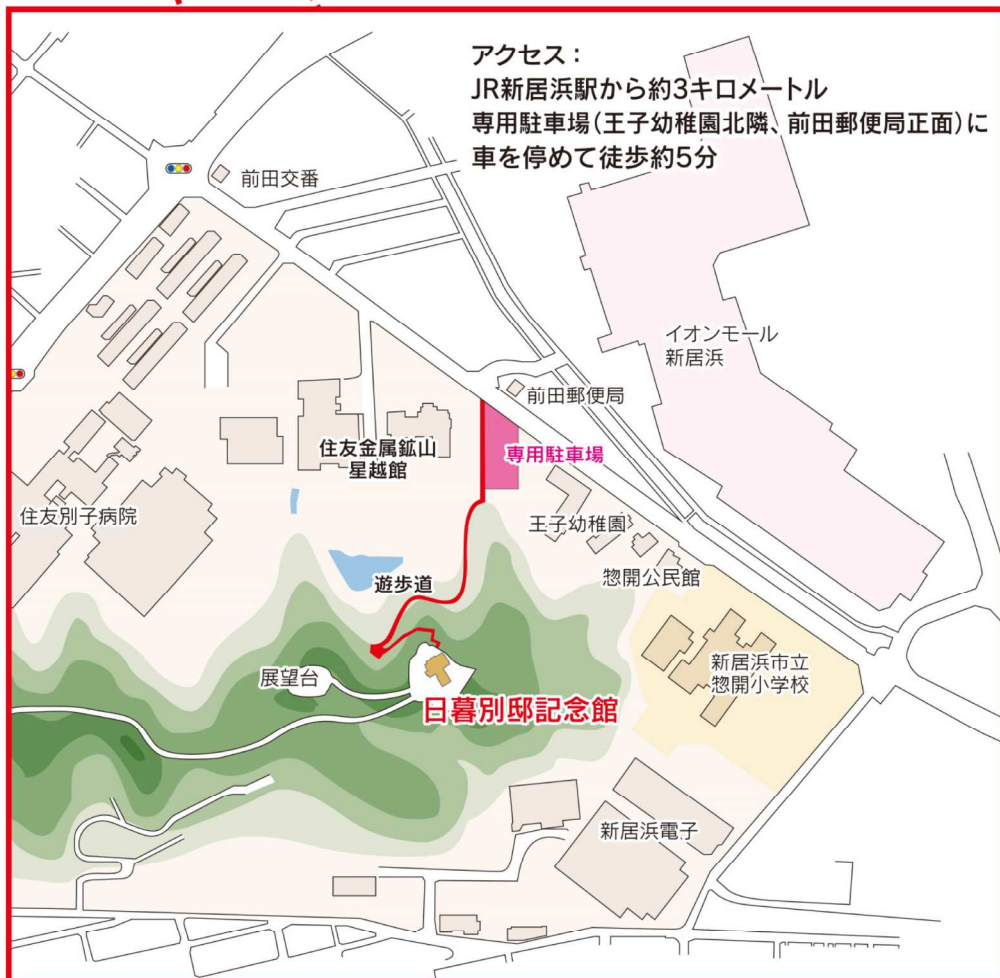 アクセス：
JR新居浜駅から約3キロメートル
専用駐車場(王子幼稚園北隣、前田郵便局正面)に
車を停めて徒歩約5分
前田交番
イオンモール
新居浜
前田郵便局
住友金属鉱山
星越館
専用駐車場
住友別子病院
王子幼稚園
惣開公民館
遊歩道
展望台
新居浜市立
惣開小学校
日暮別邸記念館
新居浜電子